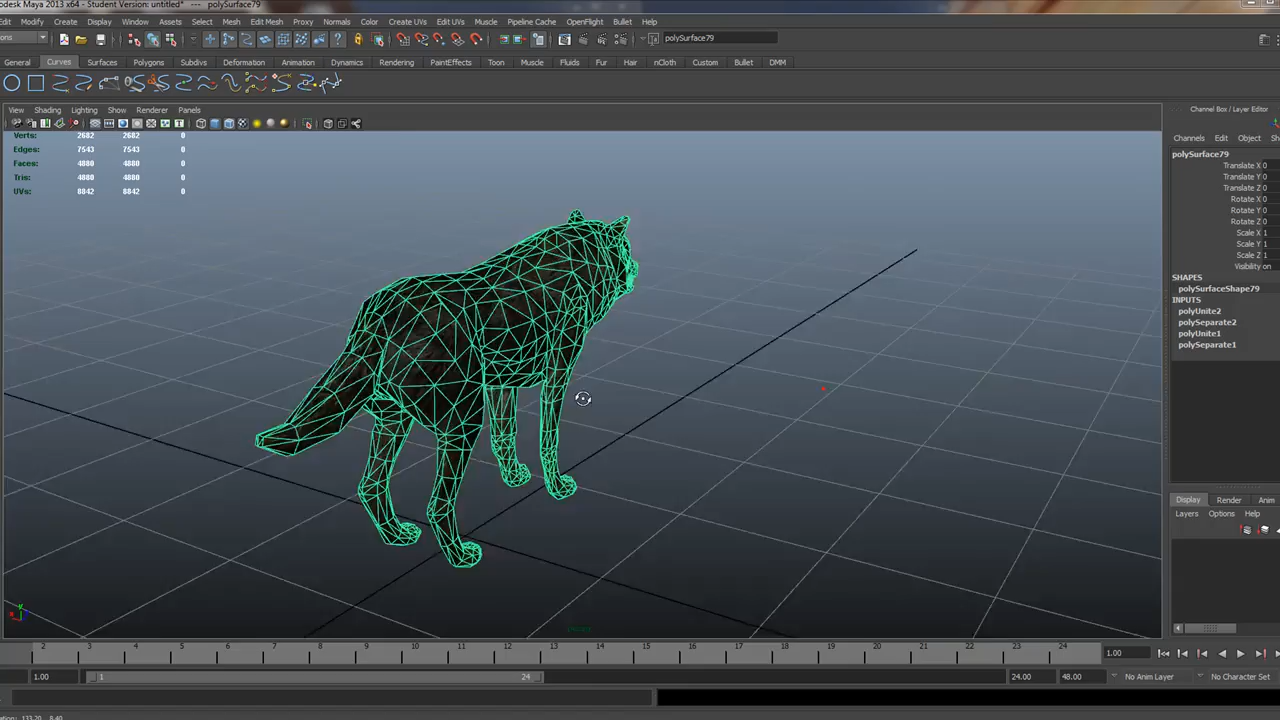 odesk Maya 2013 x64 - Student Version: untitled* --- polySurface79
Edit Modify Create Display Window Assets Select Mesh Edit Mesh Proxy Normals Color Create UVs Edit UVs Muscle Pipeline Cache OpenFlight Bullet Help
ons polySurface79
General Curves Surfaces Polygons Subdivs Deformation Animation Dynamics Rendering PaintEffects Toon Muscle Fluids Fur Hair nCloth Custom Bullet DMM
View Shading Lighting Show Renderer Panels
Channel Box / Layer Editor
Channels Edit Object Sh
Verts: 2682 2682 0
Edges: 7543 7543 0
Faces: 4880 4880 0
Tris: 4880 4880 0
UVs: 8842 8842 0
polySurface79
Translate X 0
Translate Y 0
Translate Z 0
Rotate X 0
Rotate Y 0
Rotate Z 0
Scale X 1
Scale Y 1
Scale Z 1
Visibility on
SHAPES
polySurfaceShape79
INPUTS
polyUnite2
polySeparate2
polyUnite1
polySeparate1
Display Render Anim
Layers Options Help
2 3 4 5 6 7 8 9 10 11 12 13 14 15 16 17 18 19 20 21 22 23 24 1.00
1.00 1 24 24.00 48.00 No Anim Layer No Character Set